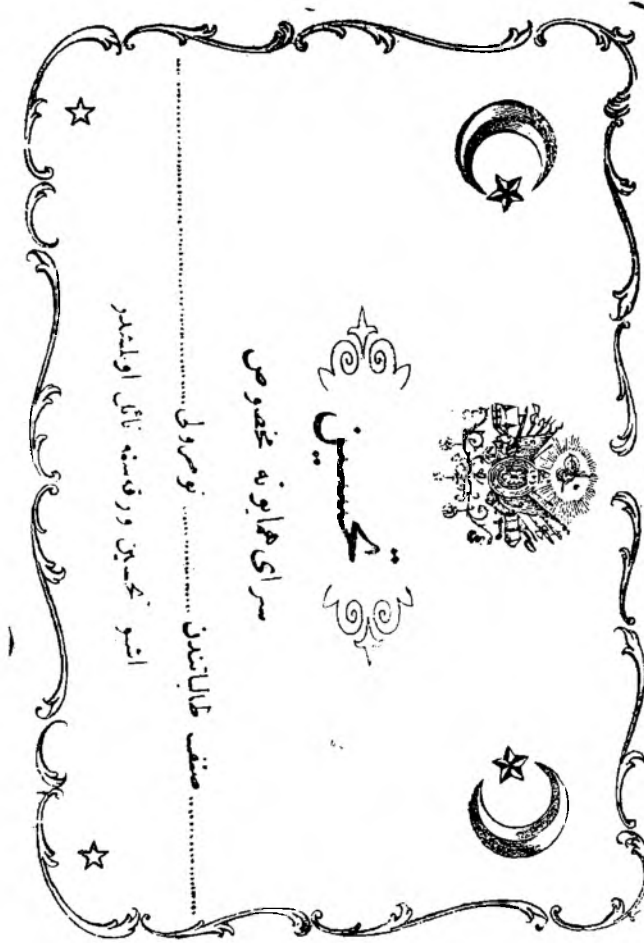 تحسین
سرای همایونه مخصوص
صنف طالباتندن نومرولی
اشبو تحسین ورقه‌سنه نائل اولمشدر